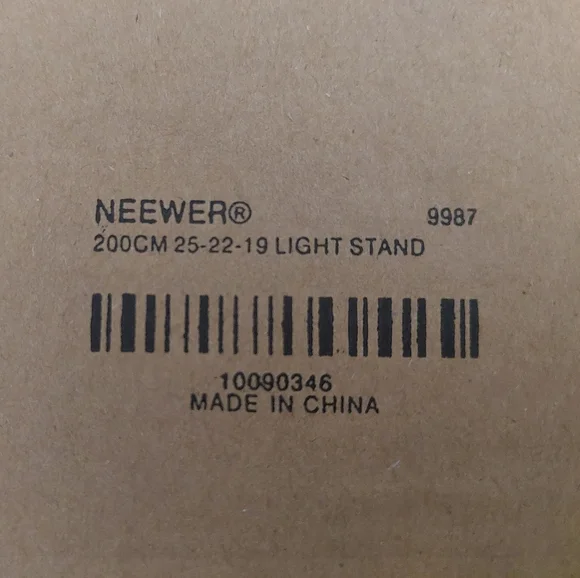 NEEWER® 9987
200CM 25-22-19 LIGHT STAND
10090346
MADE IN CHINA